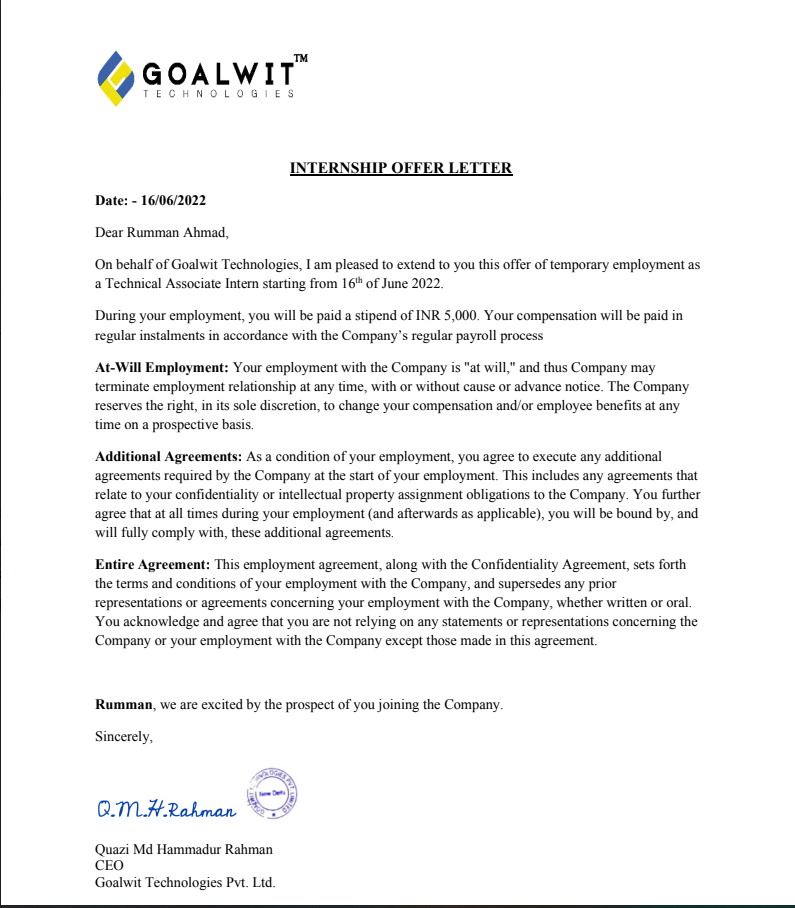 GOALWIT TM
TECHNOLOGIES
INTERNSHIP OFFER LETTER
Date: - 16/06/2022
Dear Rumman Ahmad,
On behalf of Goalwit Technologies, I am pleased to extend to you this offer of temporary employment as
a Technical Associate Intern starting from 16th of June 2022.
During your employment, you will be paid a stipend of INR 5,000. Your compensation will be paid in
regular instalments in accordance with the Company's regular payroll process
At-Will Employment: Your employment with the Company is "at will," and thus Company may
terminate employment relationship at any time, with or without cause or advance notice. The Company
reserves the right, in its sole discretion, to change your compensation and/or employee benefits at any
time on a prospective basis.
Additional Agreements: As a condition of your employment, you agree to execute any additional
agreements required by the Company at the start of your employment. This includes any agreements that
relate to your confidentiality or intellectual property assignment obligations to the Company. You further
agree that at all times during your employment (and afterwards as applicable), you will be bound by, and
will fully comply with, these additional agreements.
Entire Agreement: This employment agreement, along with the Confidentiality Agreement, sets forth
the terms and conditions of your employment with the Company, and supersedes any prior
representations or agreements concerning your employment with the Company, whether written or oral.
You acknowledge and agree that you are not relying on any statements or representations concerning the
Company or your employment with the Company except those made in this agreement.
Rumman, we are excited by the prospect of you joining the Company.
Sincerely,
Q.M.H.Rahman
New Delhi
Quazi Md Hammadur Rahman
CEO
Goalwit Technologies Pvt. Ltd.